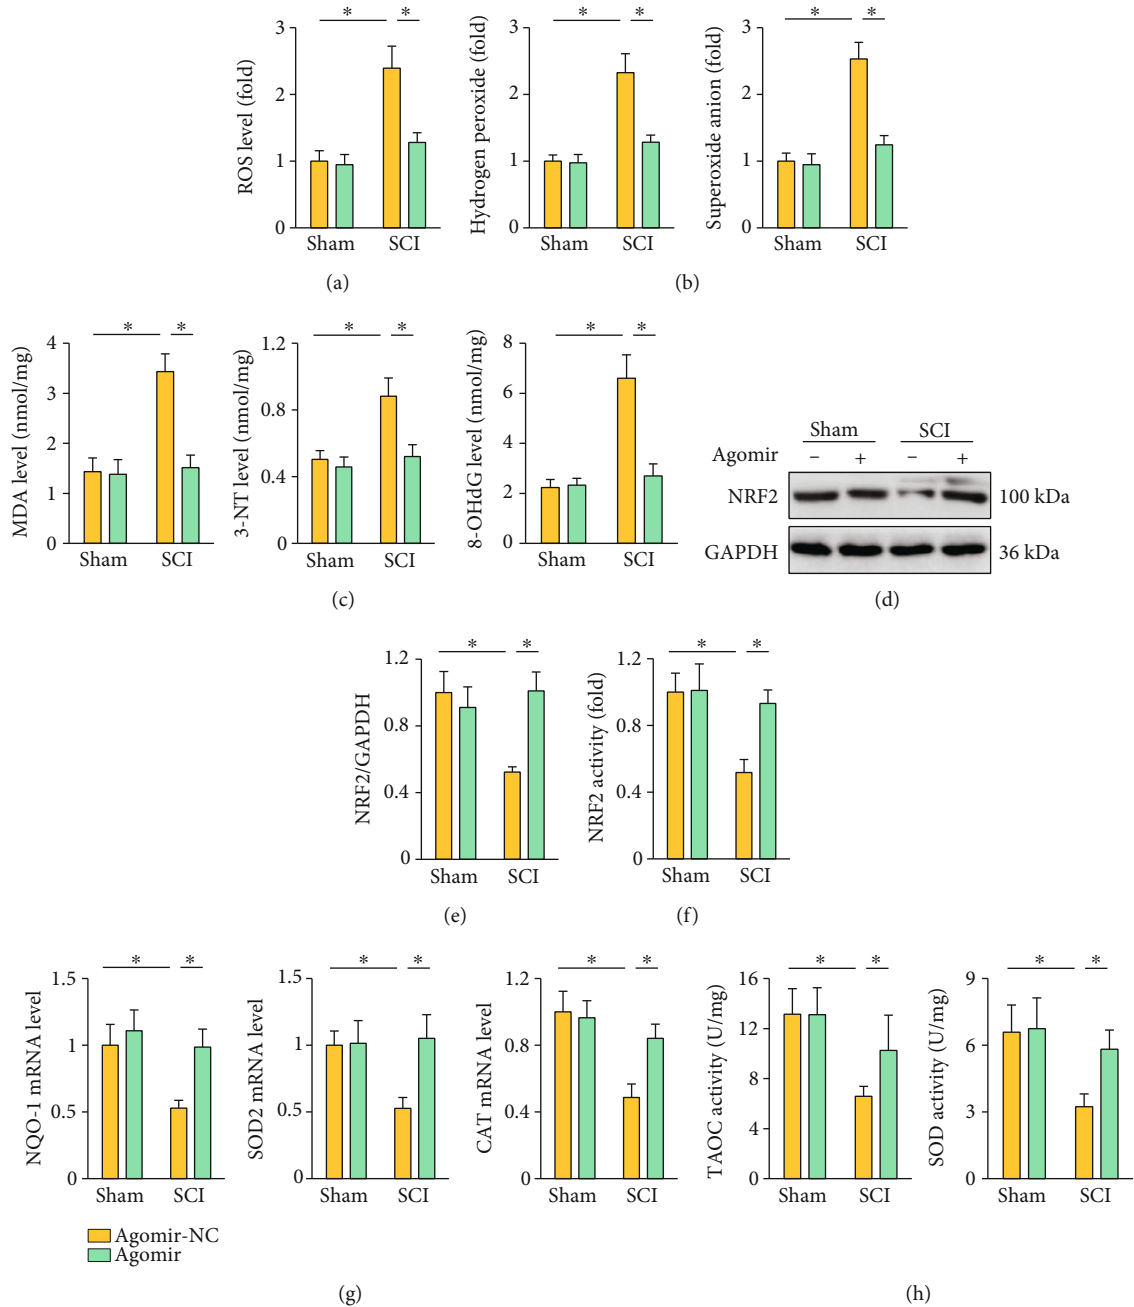 * *
ROS level (fold)
3
2
1
0
Sham SCI
(a)
* *
Hydrogen peroxide (fold)
3
2
1
0
Sham SCI
* *
Superoxide anion (fold)
3
2
1
0
Sham SCI
(b)
* *
MDA level (nmol/mg)
4
3
2
1
0
Sham SCI
* *
3-NT level (nmol/mg)
1.2
0.8
0.4
0
Sham SCI
* *
8-OHdG level (nmol/mg)
8
6
4
2
0
Sham SCI
(c)
Sham SCI
Agomir − + − +
NRF2 100 kDa
GAPDH 36 kDa
(d)
* *
NRF2/GAPDH
1.2
0.8
0.4
0
Sham SCI
(e)
* *
NRF2 activity (fold)
1.2
0.8
0.4
0
Sham SCI
(f)
* *
NQO-1 mRNA level
1.5
1
0.5
0
Sham SCI
* *
SOD2 mRNA level
1.5
1
0.5
0
Sham SCI
* *
CAT mRNA level
1.2
0.8
0.4
0
Sham SCI
Agomir-NC
Agomir
(g)
* *
TAOC activity (U/mg)
16
12
8
4
0
Sham SCI
* *
SOD activity (U/mg)
9
6
3
0
Sham SCI
(h)